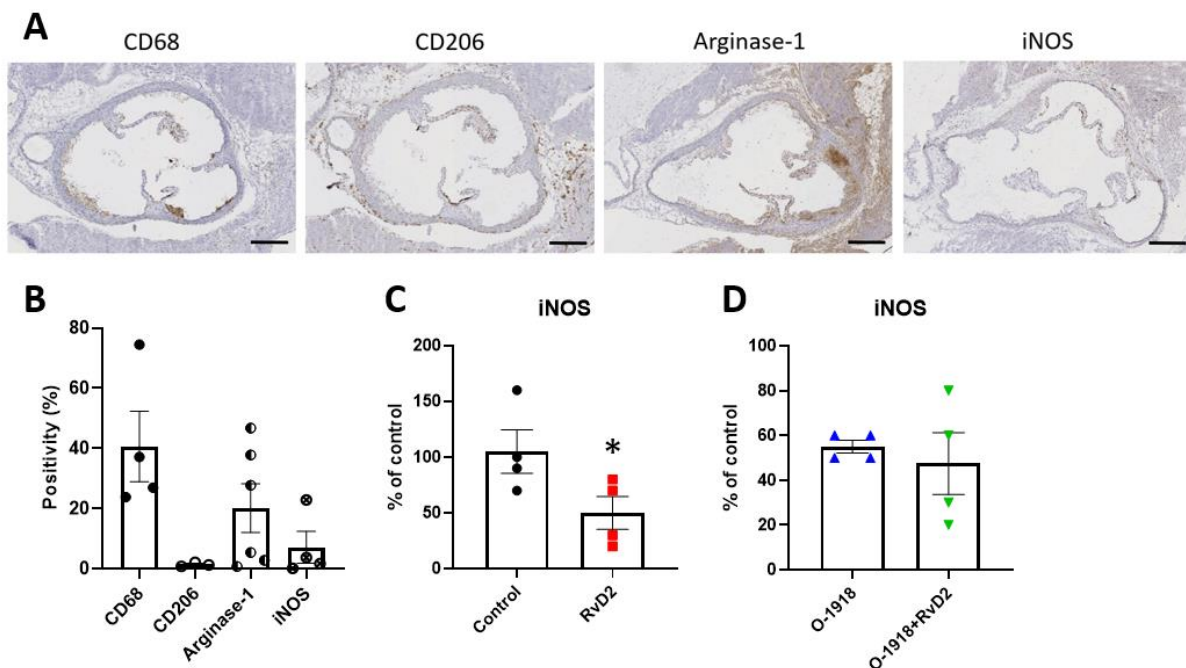 A
CD68
CD206
Arginase-1
iNOS
B
Positivity (%)
80
60
40
20
0
CD68
CD206
Arginase-1
iNOS
C
iNOS
% of control
200
150
100
50
0
*
Control
RvD2
D
iNOS
% of control
100
80
60
40
20
0
O-1918
O-1918+RvD2